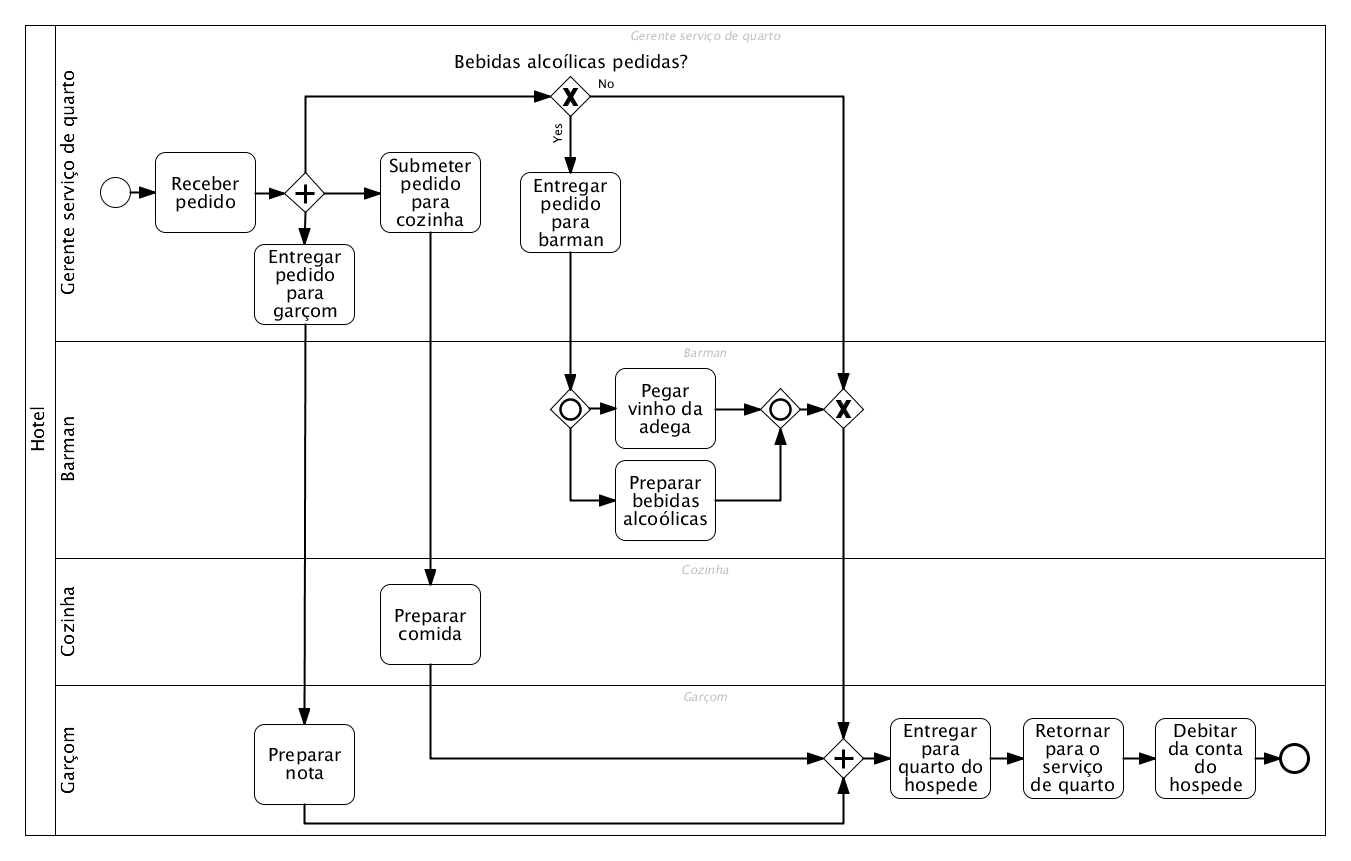 Hotel
Gerente serviço de quarto
Gerente serviço de quarto
Bebidas alcoílicas pedidas?
No
Yes
Receber
pedido
Submeter
pedido
para
cozinha
Entregar
pedido
para
barman
Entregar
pedido
para
garçom
Barman
Barman
Pegar
vinho da
adega
Preparar
bebidas
alcoólicas
Cozinha
Cozinha
Preparar
comida
Garçom
Garçom
Preparar
nota
Entregar
para
quarto do
hospede
Retornar
para o
serviço
de quarto
Debitar
da conta
do
hospede